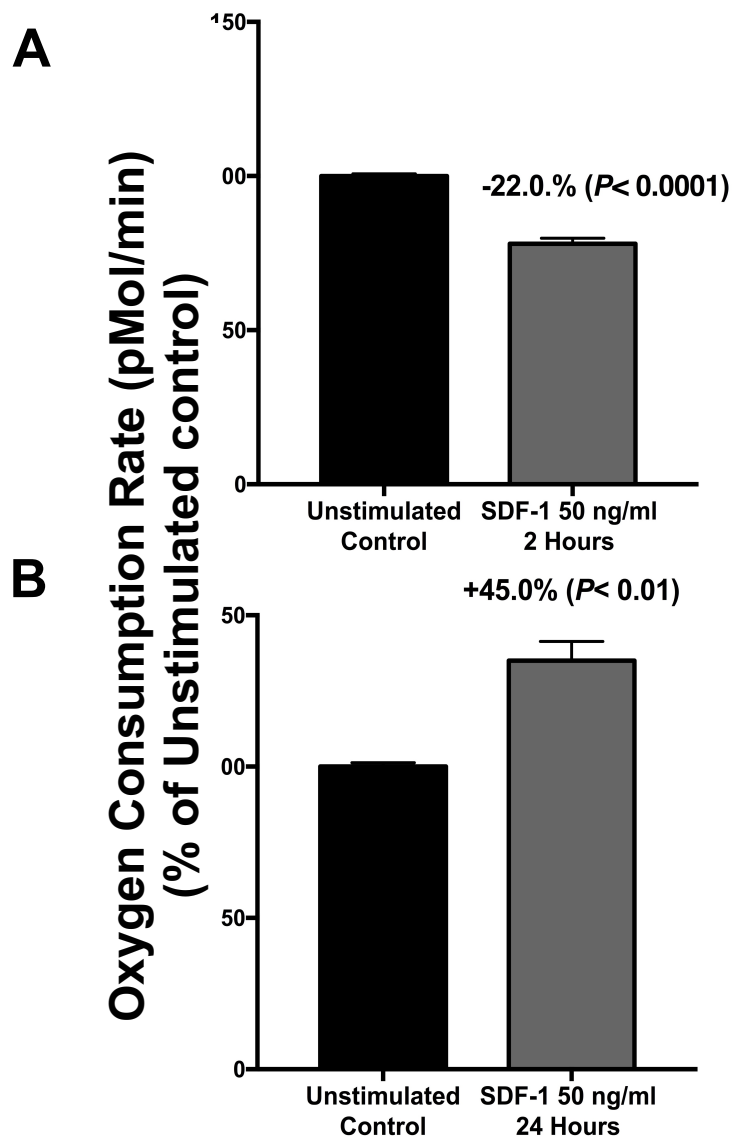 A
150
00
50
0
-22.0.% (P< 0.0001)
Unstimulated Control
SDF-1 50 ng/ml
2 Hours
Oxygen Consumption Rate (pMol/min)
(% of Unstimulated control)
B
50
00
50
0
+45.0% (P< 0.01)
Unstimulated Control
SDF-1 50 ng/ml
24 Hours